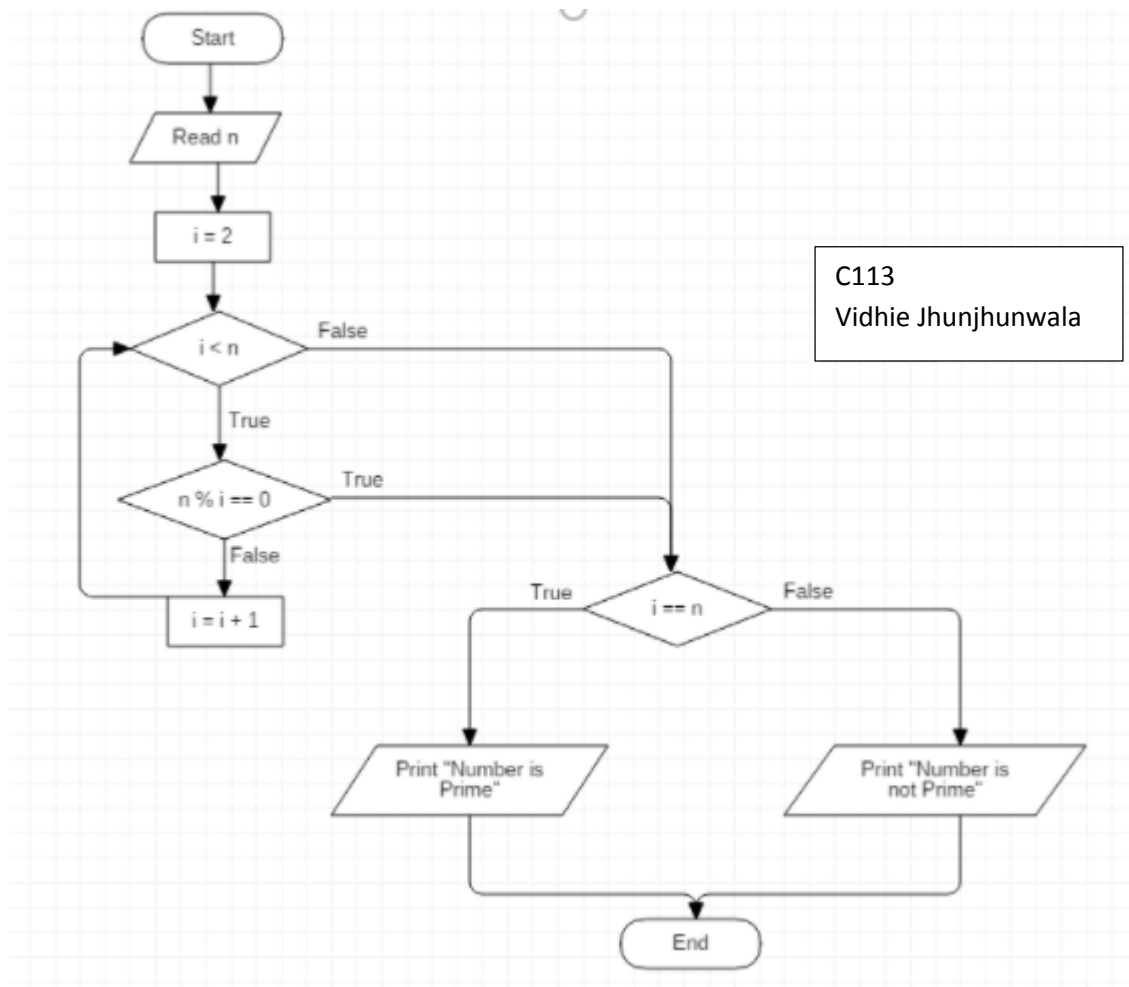 Start
Read n
i = 2
i < n
False
True
n % i == 0
True
False
i = i + 1
C113
Vidhie Jhunjhunwala
True
i == n
False
Print "Number is
Prime"
Print "Number is
not Prime"
End